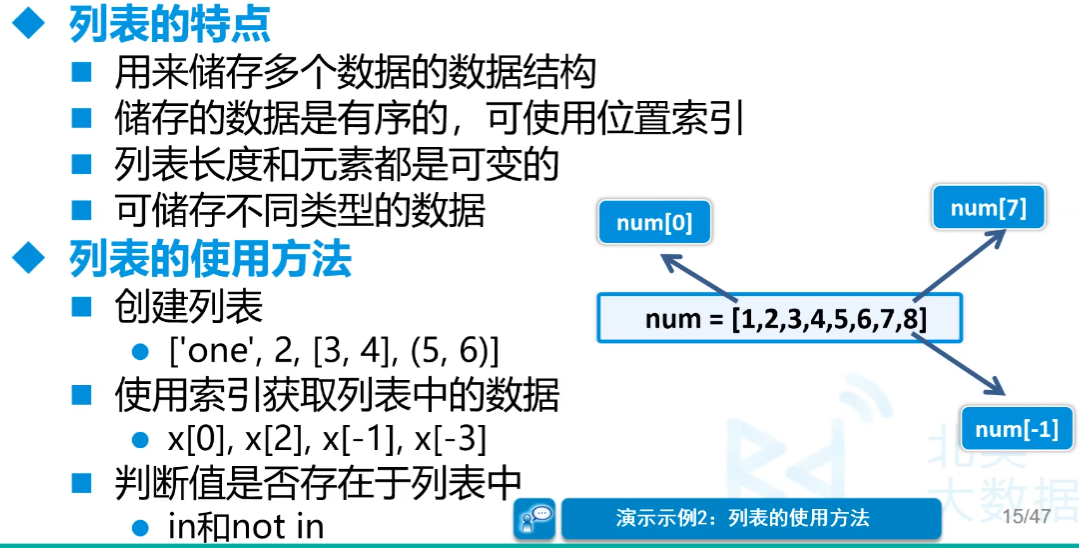 列表的特点
用来储存多个数据的数据结构
储存的数据是有序的，可使用位置索引
列表长度和元素都是可变的
可储存不同类型的数据
列表的使用方法
创建列表
['one', 2, [3, 4], (5, 6)]
使用索引获取列表中的数据
x[0], x[2], x[-1], x[-3]
判断值是否存在于列表中
in和not in
num[0]
num[7]
num = [1,2,3,4,5,6,7,8]
num[-1]
演示示例2：列表的使用方法
大数据
15/47